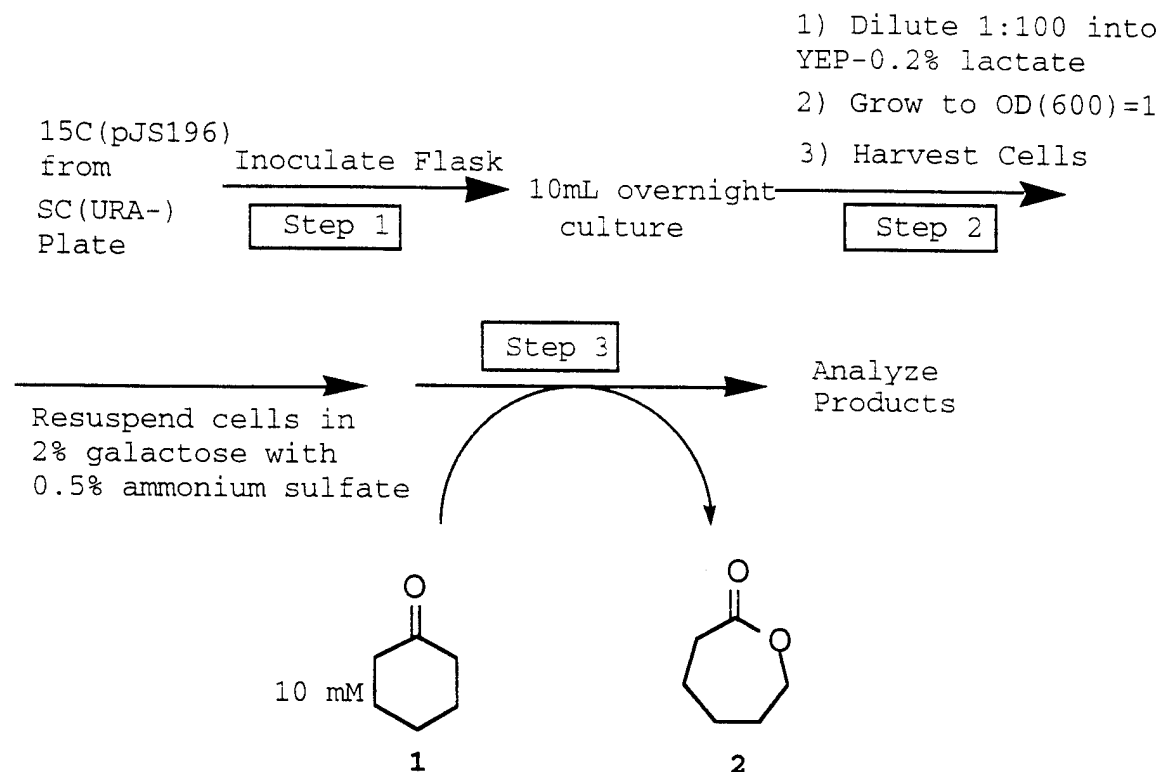 1) Dilute 1:100 into
YEP-0.2% lactate
2) Grow to OD(600)=1
3) Harvest Cells
15C(pJS196)
from
SC(URA-)
Plate
Inoculate Flask
Step 1
10mL overnight
culture
Step 2
Resuspend cells in
2% galactose with
0.5% ammonium sulfate
Step 3
Analyze
Products
O
10 mM
1
O
O
2